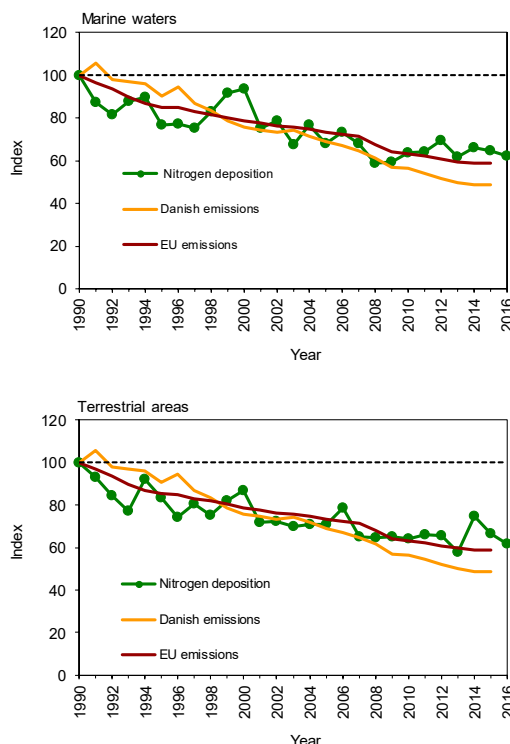 Marine waters
120
100
80
60
40
20
0
Index
Nitrogen deposition
Danish emissions
EU emissions
1990 1992 1994 1996 1998 2000 2002 2004 2006 2008 2010 2012 2014 2016
Year
Terrestrial areas
120
100
80
60
40
20
0
Index
Nitrogen deposition
Danish emissions
EU emissions
1990 1992 1994 1996 1998 2000 2002 2004 2006 2008 2010 2012 2014 2016
Year